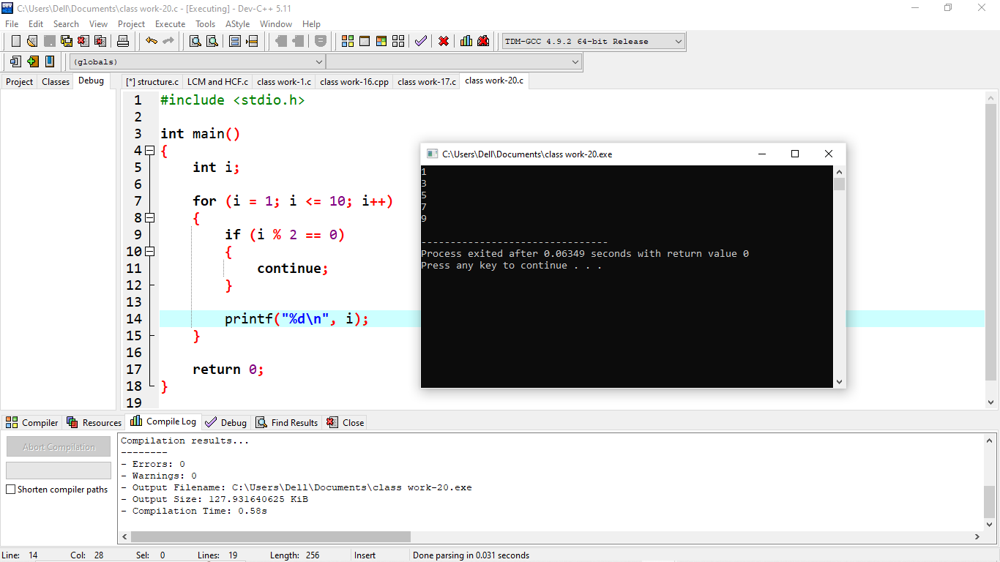 C:\Users\Dell\Documents\class work-20.c - [Executing] - Dev-C++ 5.11
File Edit Search View Project Execute Tools AStyle Window Help
TDM-GCC 4.9.2 64-bit Release
(globals)
Project Classes Debug
[*] structure.c LCM and HCF.c class work-1.c class work-16.cpp class work-17.c class work-20.c
1 #include <stdio.h>
2
3 int main()
4 {
5 int i;
6
7 for (i = 1; i <= 10; i++)
8 {
9 if (i % 2 == 0)
10 {
11 continue;
12 }
13
14 printf("%d\n", i);
15 }
16
17 return 0;
18 }
19
C:\Users\Dell\Documents\class work-20.exe
1
3
5
7
9
--------------------------------
Process exited after 0.06349 seconds with return value 0
Press any key to continue . . .
Compiler Resources Compile Log Debug Find Results Close
Abort Compilation
Shorten compiler paths
Compilation results...
--------
- Errors: 0
- Warnings: 0
- Output Filename: C:\Users\Dell\Documents\class work-20.exe
- Output Size: 127.931640625 KiB
- Compilation Time: 0.58s
Line: 14 Col: 28 Sel: 0 Lines: 19 Length: 256 Insert Done parsing in 0.031 seconds